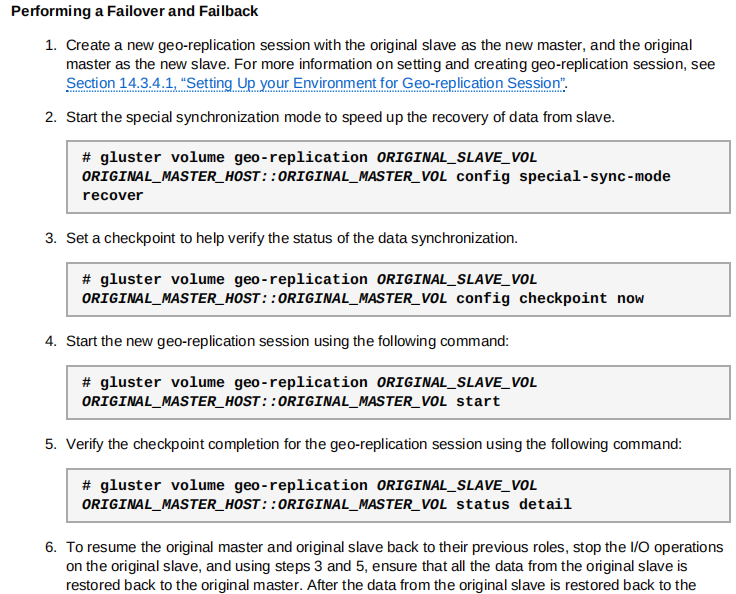 Performing a Failover and Failback
1. Create a new geo-replication session with the original slave as the new master, and the original
master as the new slave. For more information on setting and creating geo-replication session, see
Section 14.3.4.1, “Setting Up your Environment for Geo-replication Session”.
2. Start the special synchronization mode to speed up the recovery of data from slave.
# gluster volume geo-replication ORIGINAL_SLAVE_VOL
ORIGINAL_MASTER_HOST::ORIGINAL_MASTER_VOL config special-sync-mode
recover
3. Set a checkpoint to help verify the status of the data synchronization.
# gluster volume geo-replication ORIGINAL_SLAVE_VOL
ORIGINAL_MASTER_HOST::ORIGINAL_MASTER_VOL config checkpoint now
4. Start the new geo-replication session using the following command:
# gluster volume geo-replication ORIGINAL_SLAVE_VOL
ORIGINAL_MASTER_HOST::ORIGINAL_MASTER_VOL start
5. Verify the checkpoint completion for the geo-replication session using the following command:
# gluster volume geo-replication ORIGINAL_SLAVE_VOL
ORIGINAL_MASTER_HOST::ORIGINAL_MASTER_VOL status detail
6. To resume the original master and original slave back to their previous roles, stop the I/O operations
on the original slave, and using steps 3 and 5, ensure that all the data from the original slave is
restored back to the original master. After the data from the original slave is restored back to the